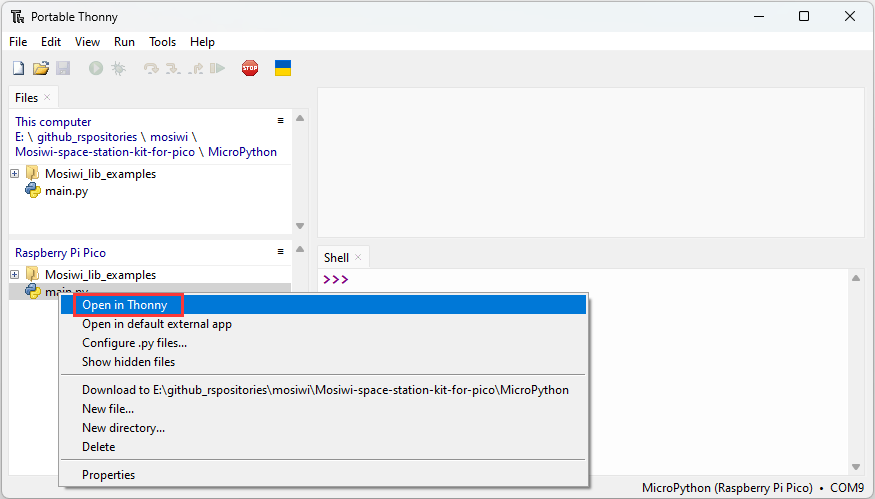 Portable Thonny
File Edit View Run Tools Help
STOP
Files
This computer
E: \ github_rspositories \ mosiwi \
Mosiwi-space-station-kit-for-pico \ MicroPython
Mosiwi_lib_examples
main.py
Raspberry Pi Pico
Mosiwi_lib_examples
main.py
Shell
>>>
Open in Thonny
Open in default external app
Configure .py files...
Show hidden files
Download to E:\github_rspositories\mosiwi\Mosiwi-space-station-kit-for-pico\MicroPython
New file...
New directory...
Delete
Properties
MicroPython (Raspberry Pi Pico) • COM9